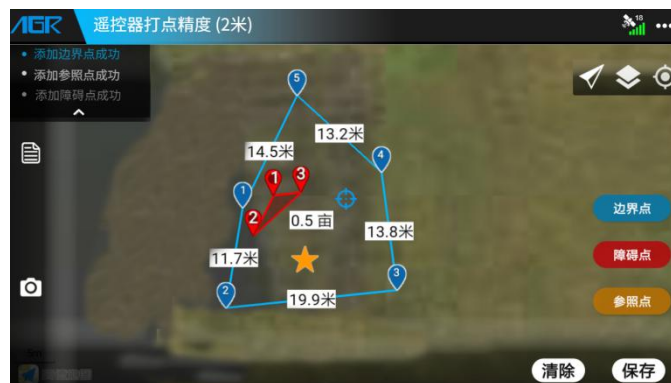 AGR
遥控器打点精度 (2米)
18
添加边界点成功
添加参照点成功
添加障碍点成功
5
13.2米
14.5米
4
1
3
1
2
0.5 亩
边界点
13.8米
11.7米
障碍点
3
2
19.9米
参照点
清除
保存